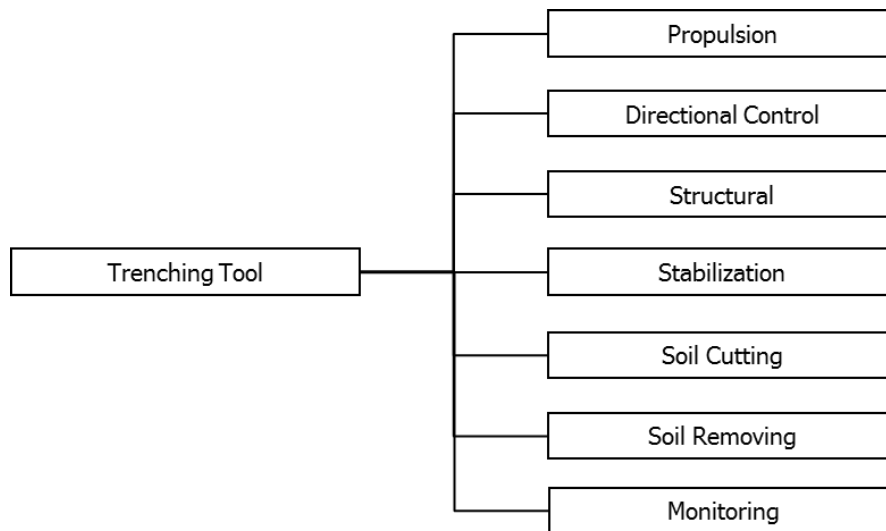 Propulsion
Directional Control
Structural
Trenching Tool
Stabilization
Soil Cutting
Soil Removing
Monitoring